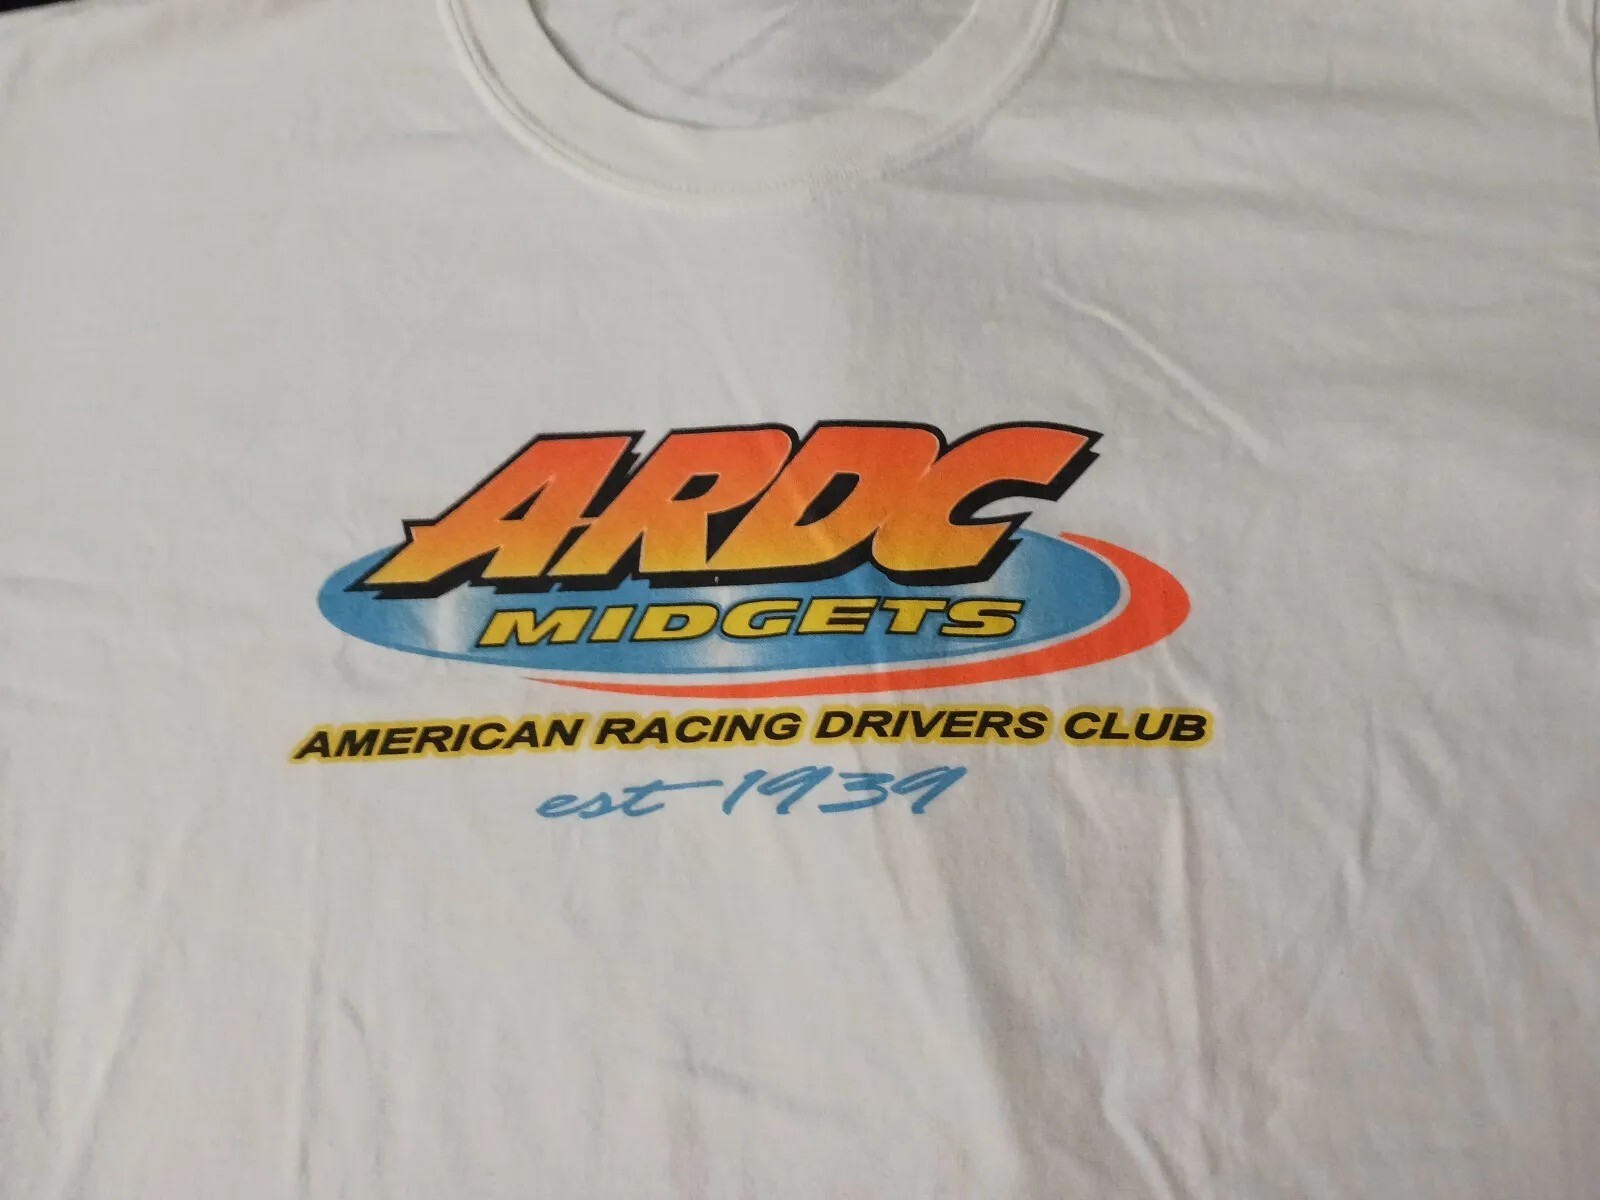 ARDC
MIDGETS
AMERICAN RACING DRIVERS CLUB
est 1939